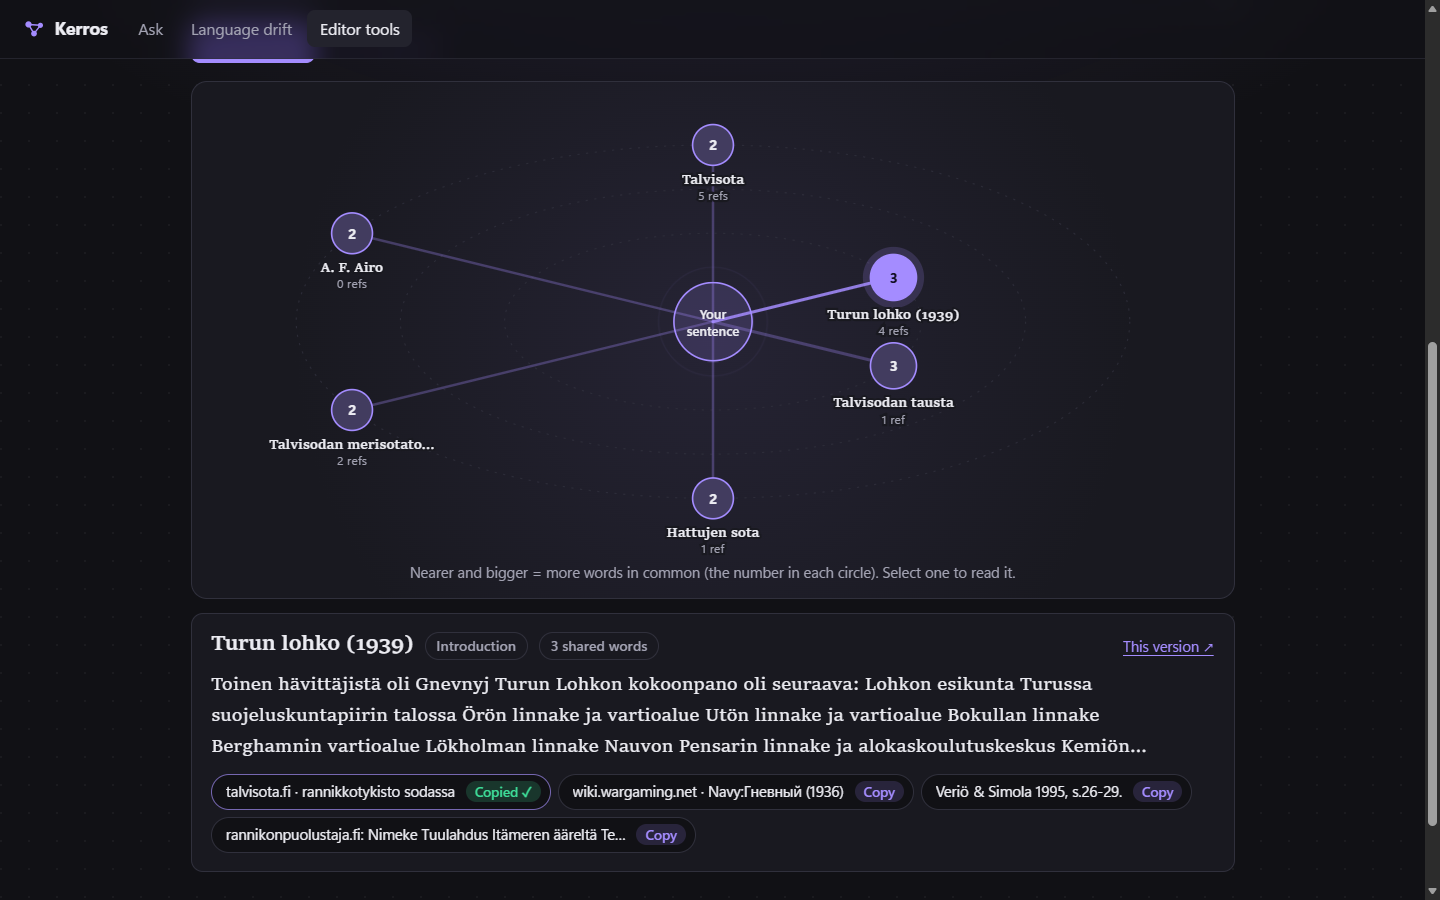 Kerros
Ask
Language drift
Editor tools
2
Talvisota
5 refs
2
A. F. Airo
0 refs
3
Turun lohko (1939)
4 refs
Your
sentence
3
Talvisodan tausta
1 ref
2
Talvisodan merisotato...
2 refs
2
Hattujen sota
1 ref
Nearer and bigger = more words in common (the number in each circle). Select one to read it.
Turun lohko (1939)
Introduction
3 shared words
This version ↗
Toinen hävittäjistä oli Gnevnyj Turun Lohkon kokoonpano oli seuraava: Lohkon esikunta Turussa
suojeluskuntapiirin talossa Örön linnake ja vartioalue Utön linnake ja vartioalue Bokullan linnake
Berghamnin vartioalue Lökholman linnake Nauvon Pensarin linnake ja alokaskoulutuskeskus Kemiön...
talvisota.fi · rannikkotykisto sodassa Copied ✓
wiki.wargaming.net · Navy:Гневный (1936) Copy
Veriö & Simola 1995, s.26-29. Copy
rannikonpuolustaja.fi: Nimeke Tuulahdus Itämeren ääreltä Te... Copy